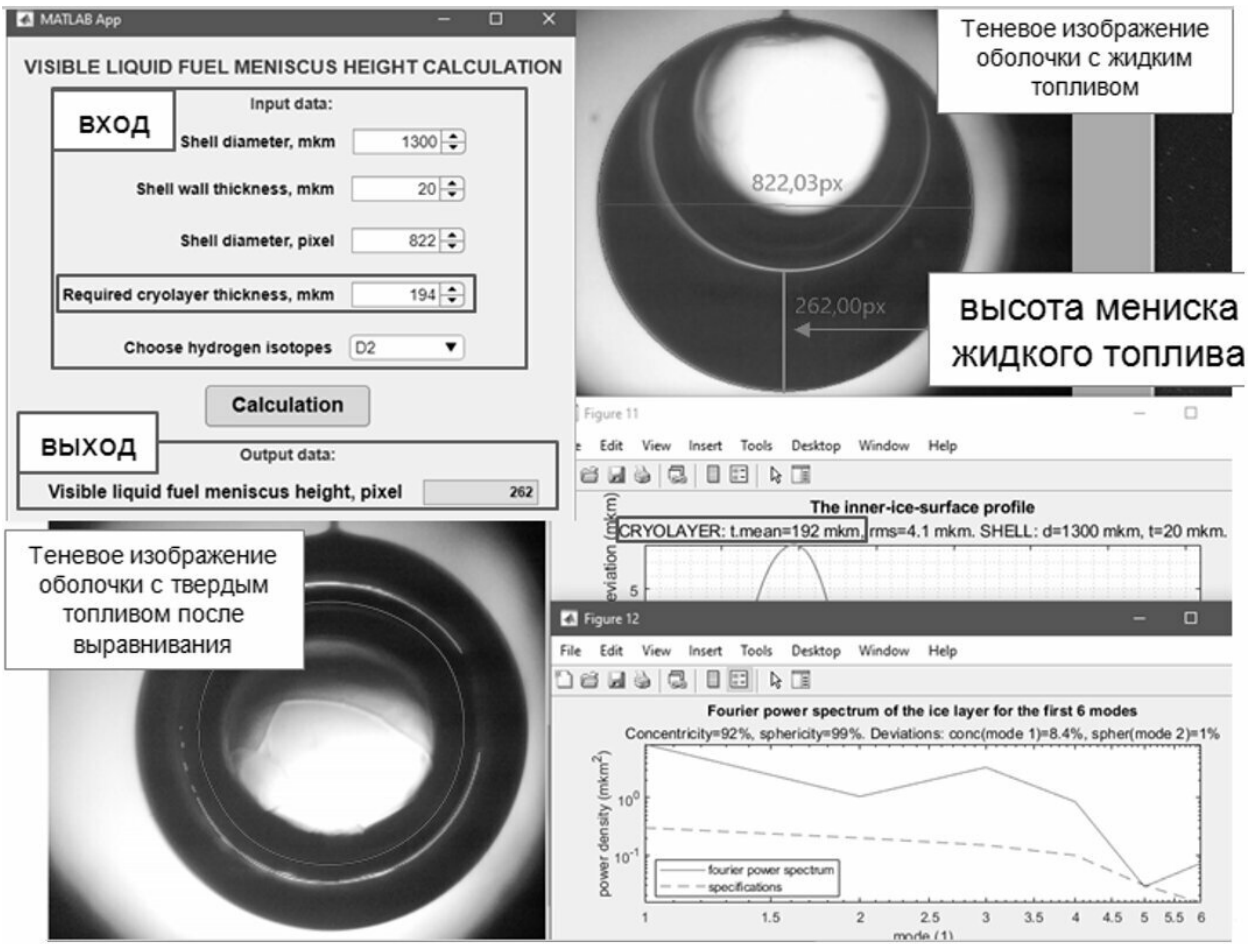 MATLAB App
VISIBLE LIQUID FUEL MENISCUS HEIGHT CALCULATION
ВХОД
Input data:
Shell diameter, mkm 1300
Shell wall thickness, mkm 20
Shell diameter, pixel 822
Required cryolayer thickness, mkm 194
Choose hydrogen isotopes D2
Calculation
ВЫХОД
Output data:
Visible liquid fuel meniscus height, pixel 262
Теневое изображение
оболочки с жидким
топливом
822,03px
262,00px
высота мениска
жидкого топлива
Figure 11
Edit View Insert Tools Desktop Window Help
The inner-ice-surface profile
CRYOLAYER: t.mean=192 mkm, rms=4.1 mkm. SHELL: d=1300 mkm, t=20 mkm.
eviation (mkm)
5
Теневое изображение
оболочки с твердым
топливом после
выравнивания
Figure 12
File Edit View Insert Tools Desktop Window Help
Fourier power spectrum of the ice layer for the first 6 modes
Concentricity=92%, sphericity=99%. Deviations: conc(mode 1)=8.4%, spher(mode 2)=1%
power density (mkm²)
10⁰
10⁻¹
fourier power spectrum
specifications
1 1.5 2 2.5 3 3.5 4 4.5 5 5.5 6
mode (1)